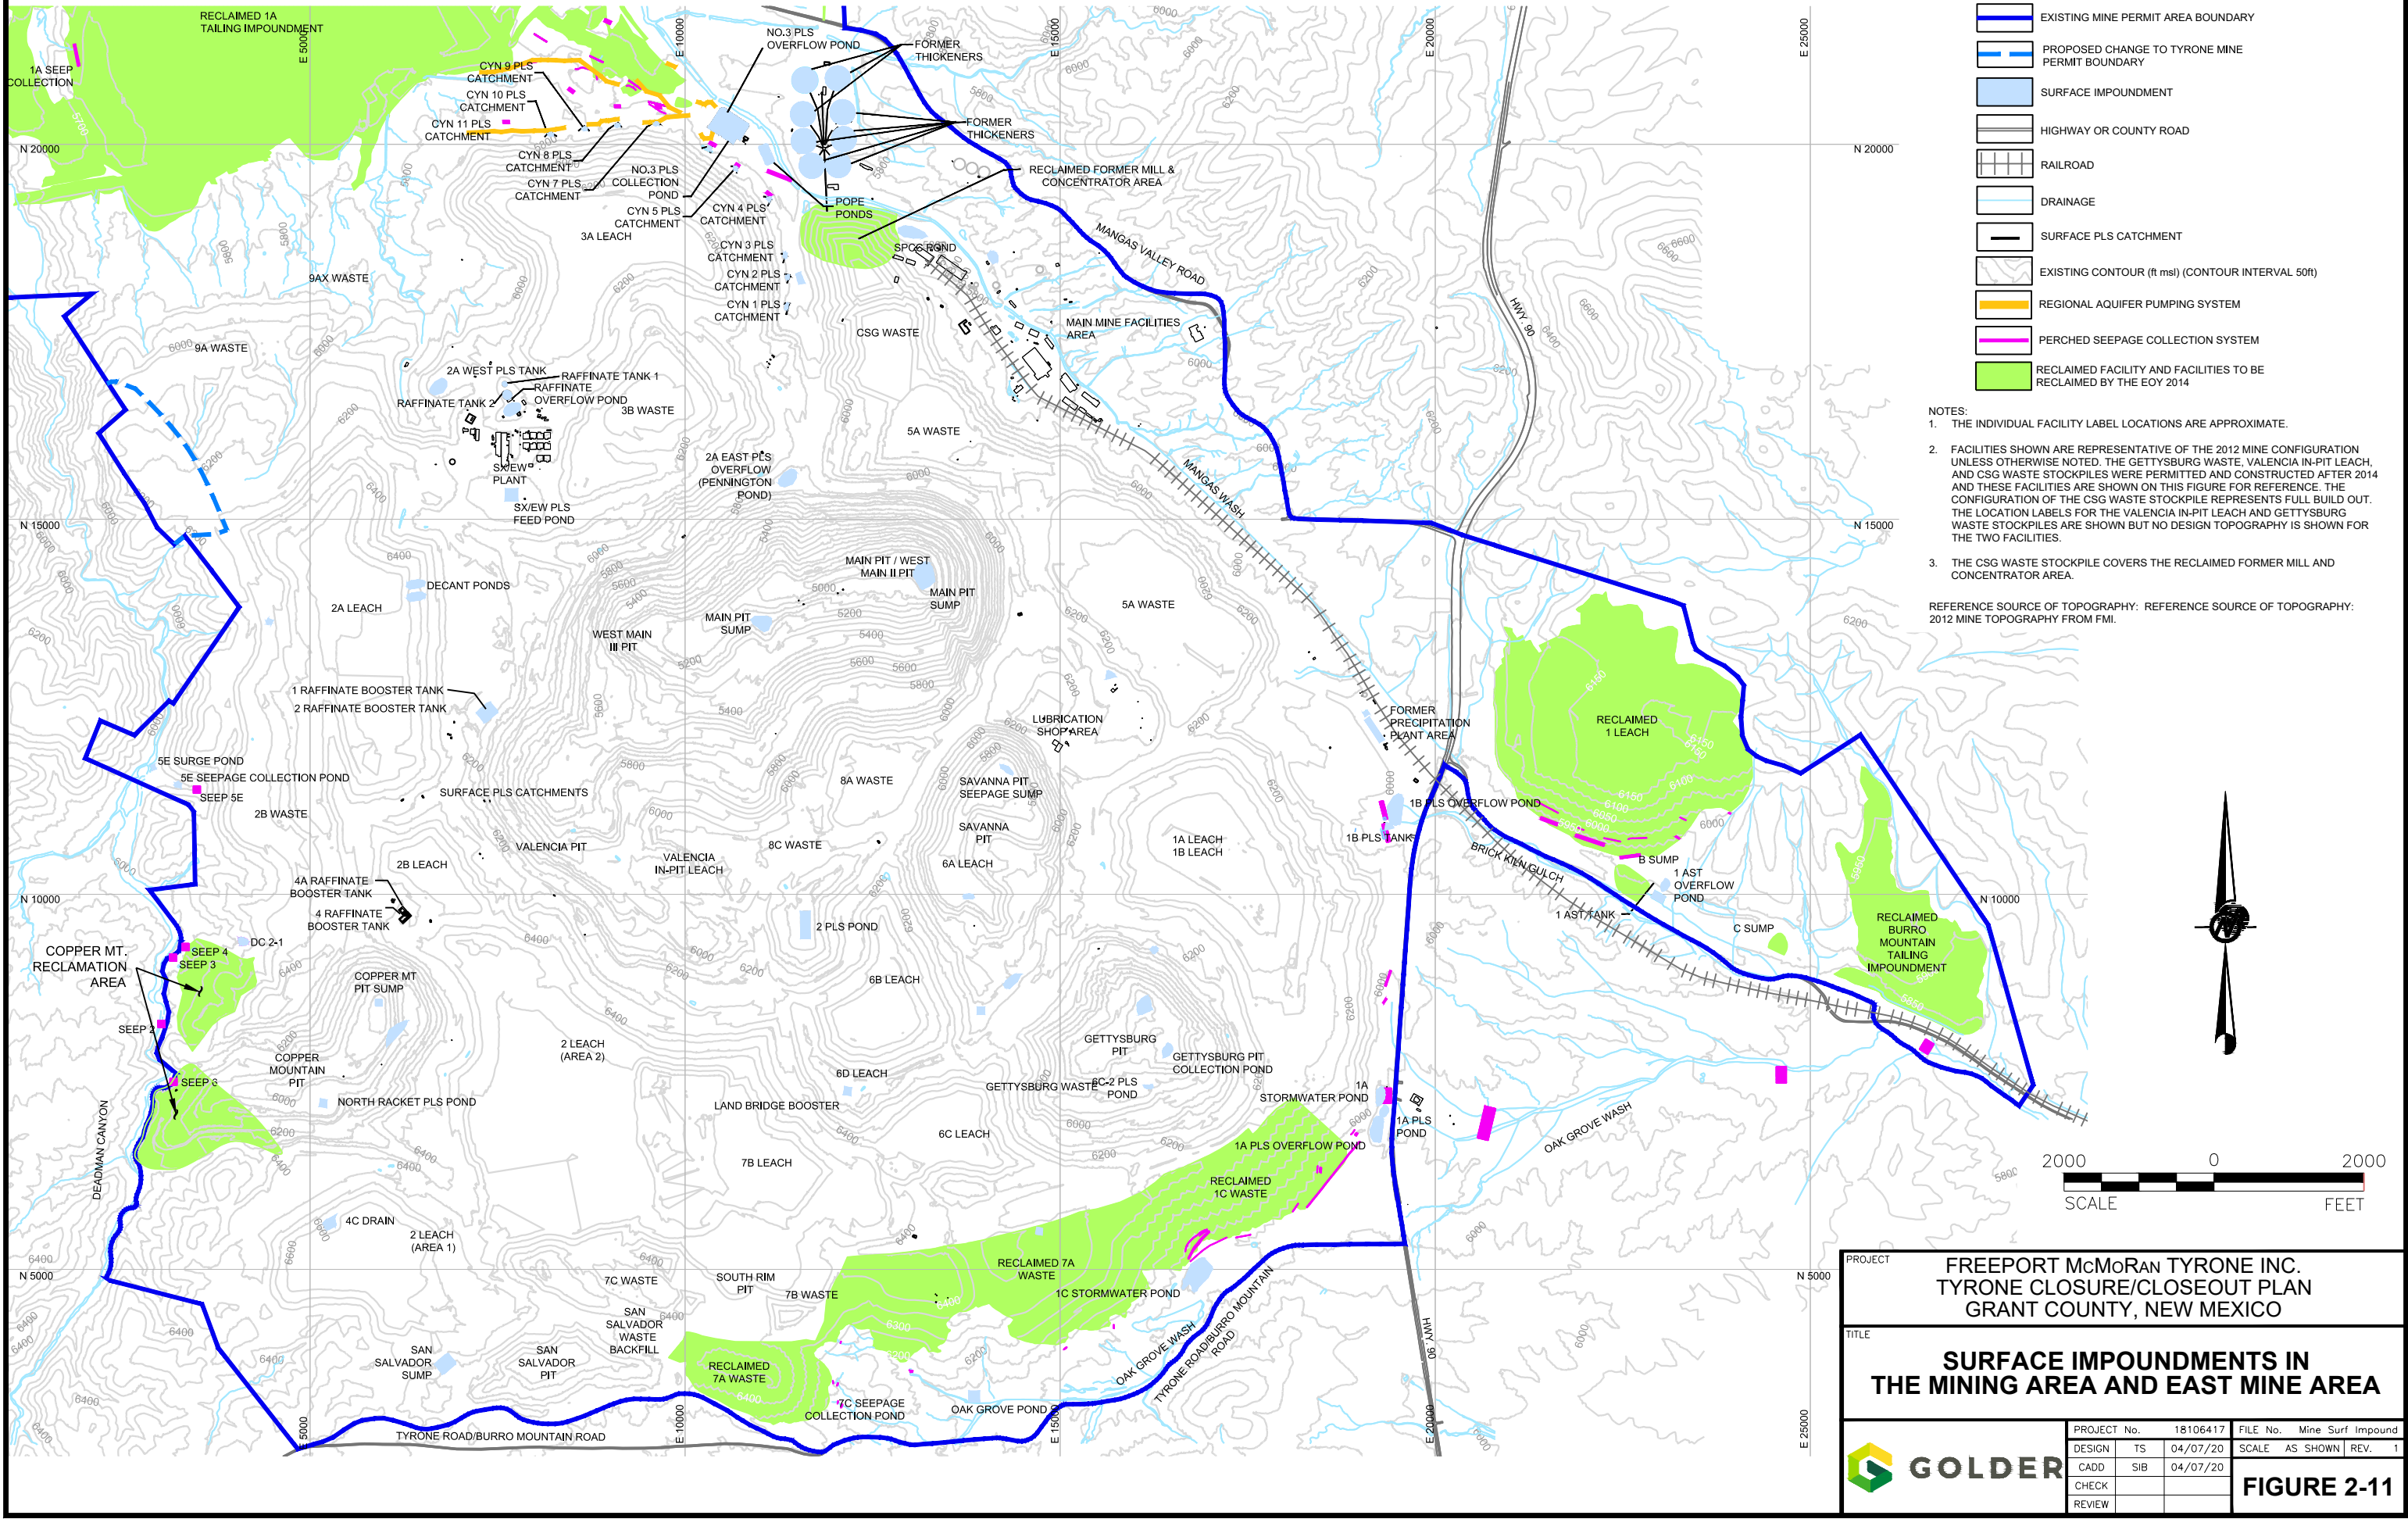 RECLAIMED 1A
TAILING IMPOUNDMENT
1A SEEP
COLLECTION
5700
E 5000
E 10000
E 15000
E 20000
E 25000
CYN 9 PLS
CATCHMENT
CYN 10 PLS
CATCHMENT
CYN 11 PLS
CATCHMENT
CYN 8 PLS
CATCHMENT
CYN 7 PLS
CATCHMENT
NO.3 PLS
OVERFLOW POND
NO.3 PLS
COLLECTION
POND
CYN 5 PLS
CATCHMENT
CYN 4 PLS
CATCHMENT
CYN 3 PLS
CATCHMENT
CYN 2 PLS
CATCHMENT
CYN 1 PLS
CATCHMENT
FORMER
THICKENERS
FORMER
THICKENERS
RECLAIMED FORMER MILL &
CONCENTRATOR AREA
POPE
PONDS
SPCC POND
MANGAS VALLEY ROAD
HWY. 90
N 20000
N 20000
3A LEACH
9AX WASTE
9A WASTE
CSG WASTE
MAIN MINE FACILITIES
AREA
2A WEST PLS TANK
RAFFINATE TANK 1
RAFFINATE
OVERFLOW POND
RAFFINATE TANK 2
3B WASTE
5A WASTE
SX/EW
PLANT
SX/EW PLS
FEED POND
2A EAST PLS
OVERFLOW
(PENNINGTON
POND)
MANGAS WASH
N 15000
N 15000
MAIN PIT / WEST
MAIN II PIT
MAIN PIT
SUMP
MAIN PIT
SUMP
DECANT PONDS
2A LEACH
WEST MAIN
III PIT
5A WASTE
1 RAFFINATE BOOSTER TANK
2 RAFFINATE BOOSTER TANK
LUBRICATION
SHOP AREA
FORMER
PRECIPITATION
PLANT AREA
RECLAIMED
1 LEACH
5E SURGE POND
5E SEEPAGE COLLECTION POND
SEEP 5E
2B WASTE
SURFACE PLS CATCHMENTS
8A WASTE
SAVANNA PIT
SEEPAGE SUMP
SAVANNA
PIT
1B PLS OVERFLOW POND
1B PLS TANK
VALENCIA PIT
VALENCIA
IN-PIT LEACH
8C WASTE
6A LEACH
1A LEACH
1B LEACH
BRICK KILN GULCH
B SUMP
1 AST
OVERFLOW
POND
1 AST TANK
C SUMP
2B LEACH
4A RAFFINATE
BOOSTER TANK
4 RAFFINATE
BOOSTER TANK
N 10000
N 10000
RECLAIMED
BURRO
MOUNTAIN
TAILING
IMPOUNDMENT
COPPER MT.
RECLAMATION
AREA
SEEP 4
SEEP 3
DC 2-1
SEEP 2
SEEP 6
COPPER MT
PIT SUMP
COPPER
MOUNTAIN
PIT
NORTH RACKET PLS POND
2 PLS POND
6B LEACH
2 LEACH
(AREA 2)
6D LEACH
LAND BRIDGE BOOSTER
6C LEACH
7B LEACH
GETTYSBURG
PIT
GETTYSBURG PIT
COLLECTION POND
GETTYSBURG WASTE
6C-2 PLS
POND
1A
STORMWATER POND
1A PLS
POND
1A PLS OVERFLOW POND
RECLAIMED
1C WASTE
OAK GROVE WASH
DEADMAN CANYON
4C DRAIN
2 LEACH
(AREA 1)
N 5000
N 5000
7C WASTE
SOUTH RIM
PIT
7B WASTE
RECLAIMED 7A
WASTE
1C STORMWATER POND
SAN
SALVADOR
WASTE
BACKFILL
SAN
SALVADOR
SUMP
SAN
SALVADOR
PIT
RECLAIMED
7A WASTE
7C SEEPAGE
COLLECTION POND
OAK GROVE POND
OAK GROVE WASH
TYRONE ROAD/BURRO MOUNTAIN
ROAD
TYRONE ROAD/BURRO MOUNTAIN ROAD
HWY. 90
E 5000
E 10000
E 15000
E 20000
E 25000
EXISTING MINE PERMIT AREA BOUNDARY
PROPOSED CHANGE TO TYRONE MINE
PERMIT BOUNDARY
SURFACE IMPOUNDMENT
HIGHWAY OR COUNTY ROAD
RAILROAD
DRAINAGE
SURFACE PLS CATCHMENT
EXISTING CONTOUR (ft msl) (CONTOUR INTERVAL 50ft)
REGIONAL AQUIFER PUMPING SYSTEM
PERCHED SEEPAGE COLLECTION SYSTEM
RECLAIMED FACILITY AND FACILITIES TO BE
RECLAIMED BY THE EOY 2014
NOTES:
1. THE INDIVIDUAL FACILITY LABEL LOCATIONS ARE APPROXIMATE.
2. FACILITIES SHOWN ARE REPRESENTATIVE OF THE 2012 MINE CONFIGURATION
UNLESS OTHERWISE NOTED. THE GETTYSBURG WASTE, VALENCIA IN-PIT LEACH,
AND CSG WASTE STOCKPILES WERE PERMITTED AND CONSTRUCTED AFTER 2014
AND THESE FACILITIES ARE SHOWN ON THIS FIGURE FOR REFERENCE. THE
CONFIGURATION OF THE CSG WASTE STOCKPILE REPRESENTS FULL BUILD OUT.
THE LOCATION LABELS FOR THE VALENCIA IN-PIT LEACH AND GETTYSBURG
WASTE STOCKPILES ARE SHOWN BUT NO DESIGN TOPOGRAPHY IS SHOWN FOR
THE TWO FACILITIES.
3. THE CSG WASTE STOCKPILE COVERS THE RECLAIMED FORMER MILL AND
CONCENTRATOR AREA.
REFERENCE SOURCE OF TOPOGRAPHY: REFERENCE SOURCE OF TOPOGRAPHY:
2012 MINE TOPOGRAPHY FROM FMI.
2000 0 2000
SCALE FEET
PROJECT
FREEPORT McMoRan TYRONE INC.
TYRONE CLOSURE/CLOSEOUT PLAN
GRANT COUNTY, NEW MEXICO
TITLE
SURFACE IMPOUNDMENTS IN
THE MINING AREA AND EAST MINE AREA
GOLDER
PROJECT No. 18106417 FILE No. Mine Surf Impound
DESIGN TS 04/07/20 SCALE AS SHOWN REV. 1
CADD SIB 04/07/20
CHECK
REVIEW
FIGURE 2-11